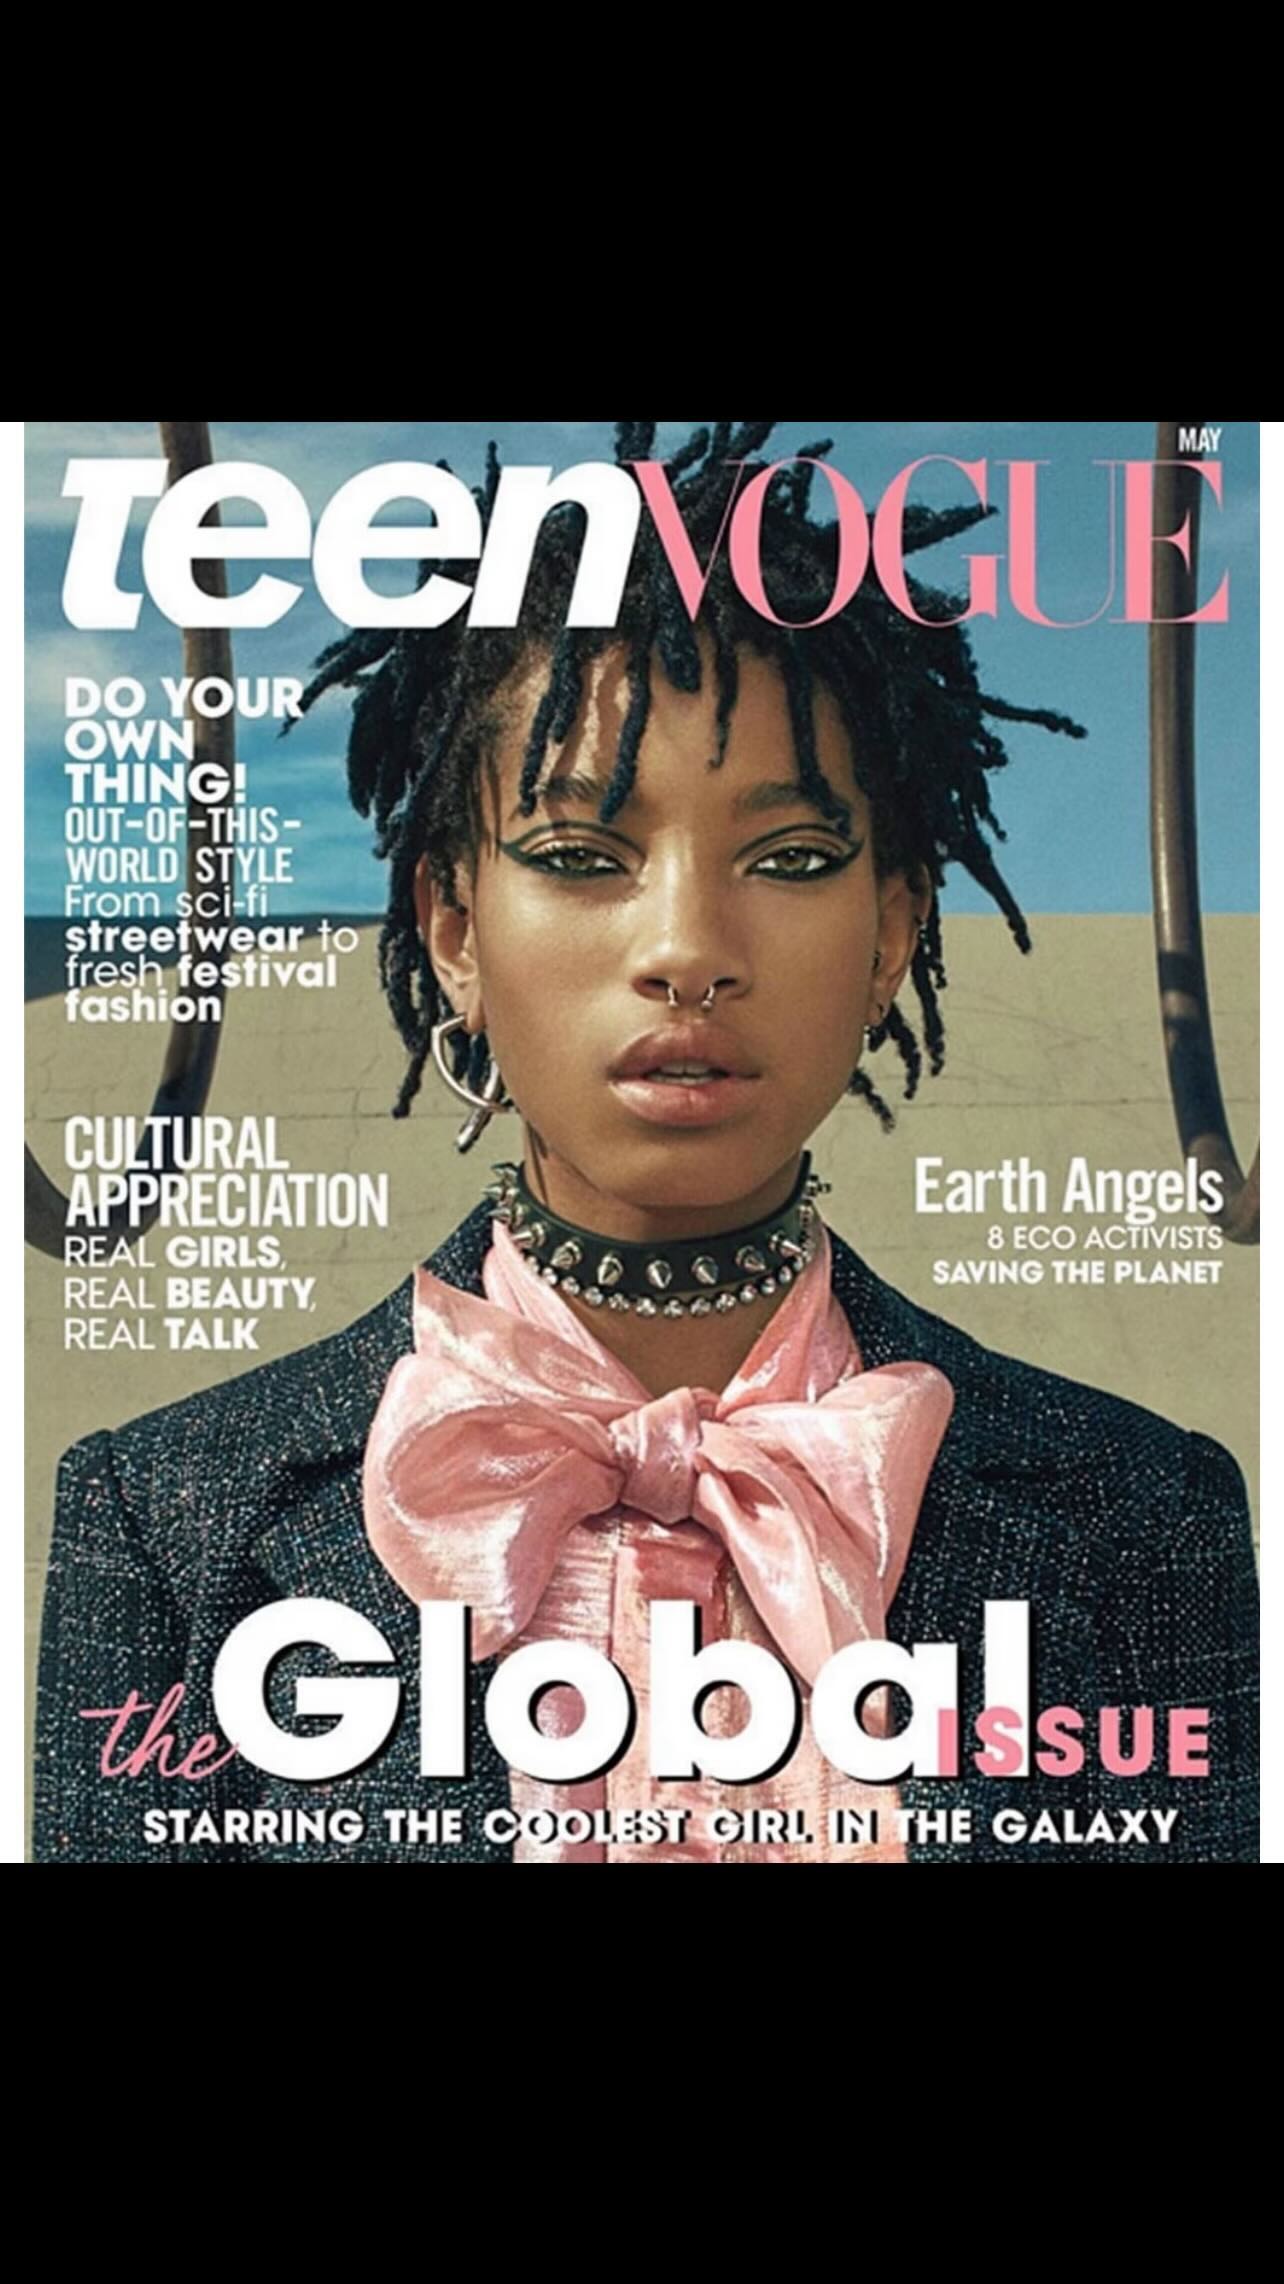 MAY
teenVOGUE
DO YOUR
OWN
THING!
OUT-OF-THIS-
WORLD STYLE
From sci-fi
streetwear to
fresh festival
fashion
CULTURAL
APPRECIATION
REAL GIRLS,
REAL BEAUTY,
REAL TALK
Earth Angels
8 ECO ACTIVISTS
SAVING THE PLANET
the Global ISSUE
STARRING THE COOLEST GIRL IN THE GALAXY